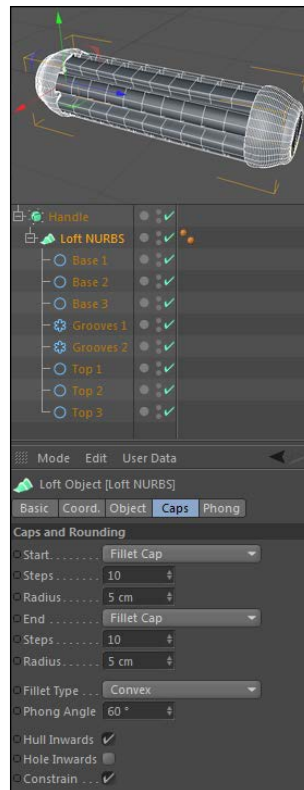 Handle
Loft NURBS
Base 1
Base 2
Base 3
Grooves 1
Grooves 2
Top 1
Top 2
Top 3
Mode Edit User Data
Loft Object [Loft NURBS]
Basic Coord. Object Caps Phong
Caps and Rounding
Start....... Fillet Cap
Steps...... 10
Radius..... 5 cm
End........ Fillet Cap
Steps...... 10
Radius..... 5 cm
Fillet Type... Convex
Phong Angle 60 °
Hull Inwards
Hole Inwards
Constrain...